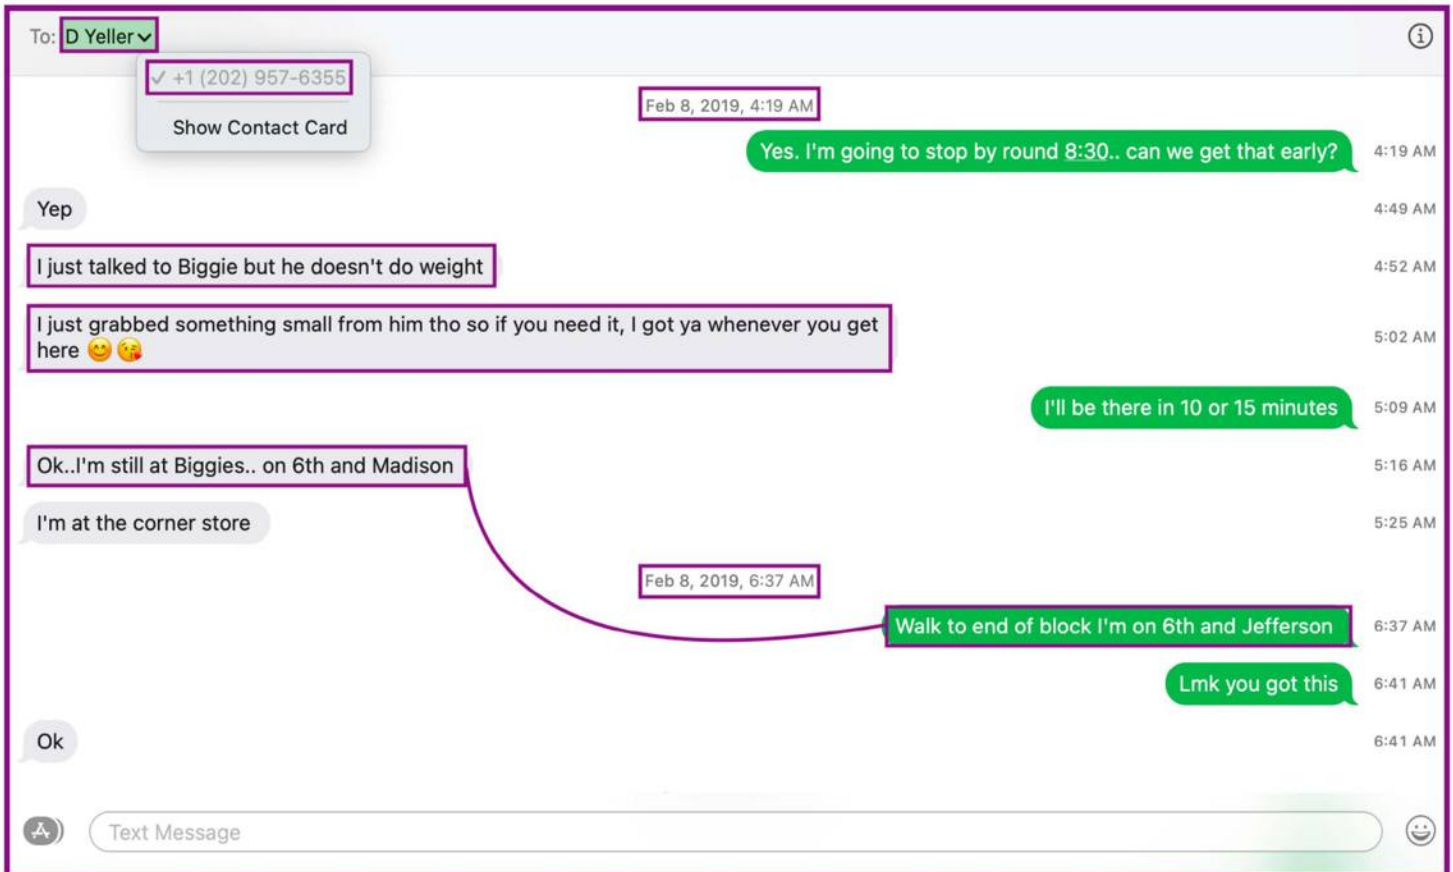 To: D Yeller
+1 (202) 957-6355
Show Contact Card
Feb 8, 2019, 4:19 AM
Yes. I'm going to stop by round 8:30.. can we get that early? 4:19 AM
Yep 4:49 AM
I just talked to Biggie but he doesn't do weight 4:52 AM
I just grabbed something small from him tho so if you need it, I got ya whenever you get
here 😊 😘 5:02 AM
I'll be there in 10 or 15 minutes 5:09 AM
Ok..I'm still at Biggies.. on 6th and Madison 5:16 AM
I'm at the corner store 5:25 AM
Feb 8, 2019, 6:37 AM
Walk to end of block I'm on 6th and Jefferson 6:37 AM
Lmk you got this 6:41 AM
Ok 6:41 AM
Text Message